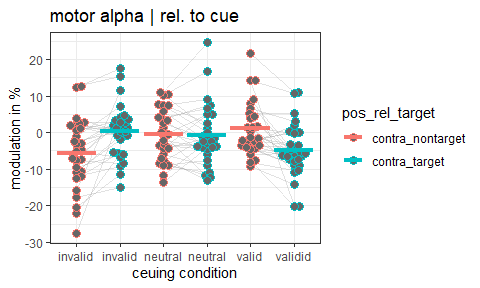 motor alpha | rel. to cue
modulation in %
20
10
0
-10
-20
-30
invalid invalid neutral neutral valid validid
ceuing condition
pos_rel_target
contra_nontarget
contra_target